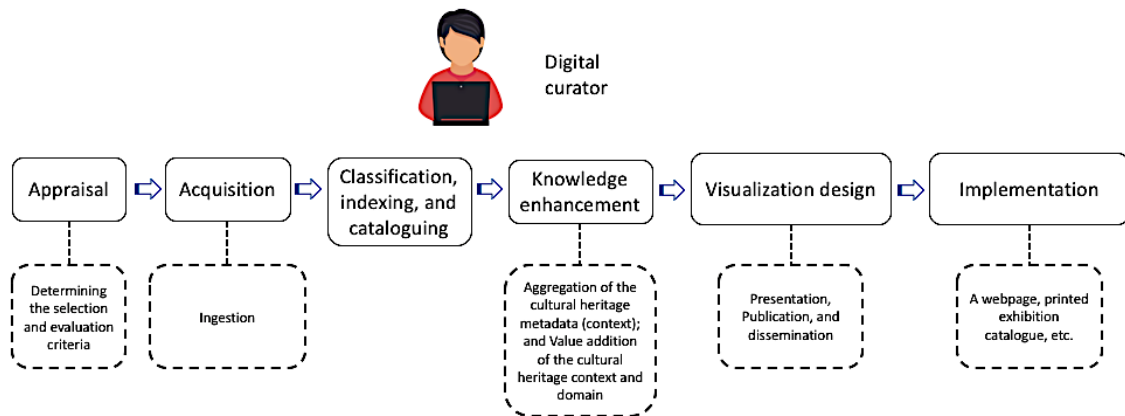 Digital
curator
Appraisal
Acquisition
Classification,
indexing, and
cataloguing
Knowledge
enhancement
Visualization design
Implementation
Determining
the selection
and evaluation
criteria
Ingestion
Aggregation of the
cultural heritage
metadata (context);
and Value addition
of the cultural
heritage context and
domain
Presentation,
Publication, and
dissemination
A webpage, printed
exhibition
catalogue, etc.